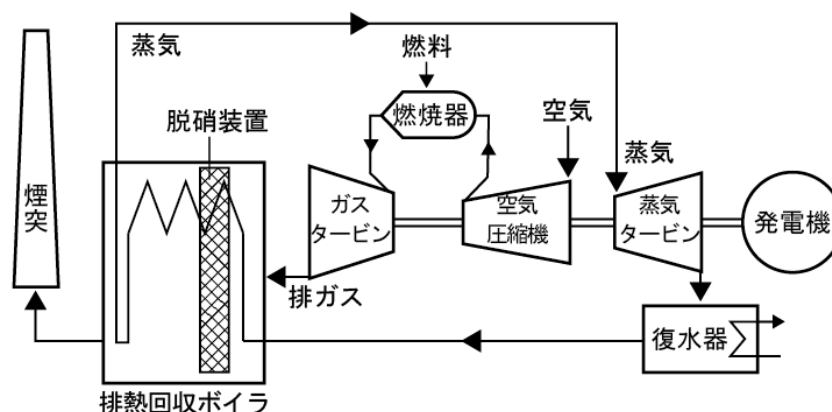 蒸気
燃料
燃焼器
空気
脱硝装置
蒸気
煙突
ガス
タービン
空気
圧縮機
蒸気
タービン
発電機
排ガス
復水器
排熱回収ボイラ